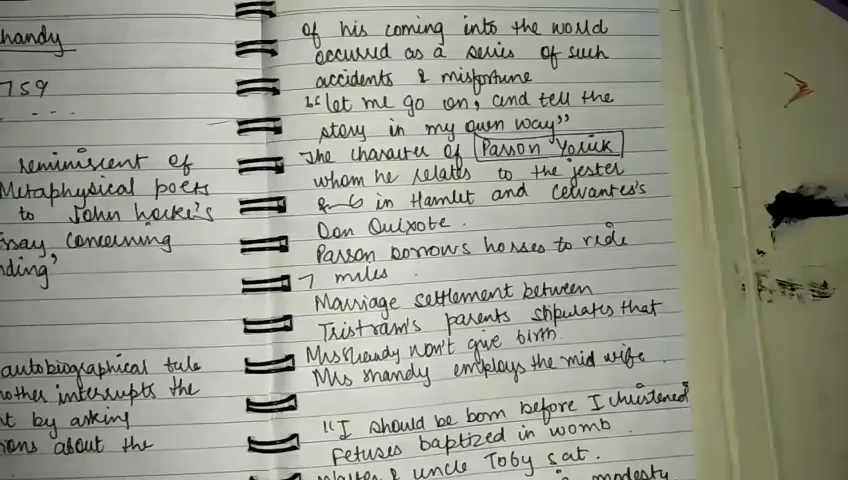 handy
759
....
reminiscent of
Metaphysical poets
to John Locke's
ssay, Concerning
nding,'
autobiographical tale
nother interrupts the
t by asking
ions about the
of his coming into the world
occurred as a series of such
accidents & misfortune
"let me go on, and tell the
story in my own way"
The character of Parson Yorick
whom he relates to the jester
in Hamlet and Cervantes's
Don Quixote.
Parson borrows horses to ride
7 miles.
Marriage settlement between
Tristram's parents stipulates that
Mrs Shandy won't give birth.
Mrs Shandy employs the mid wife.
"I should be born before I christened
Fetuses baptized in womb.
Walter & uncle Toby sat.
modesty